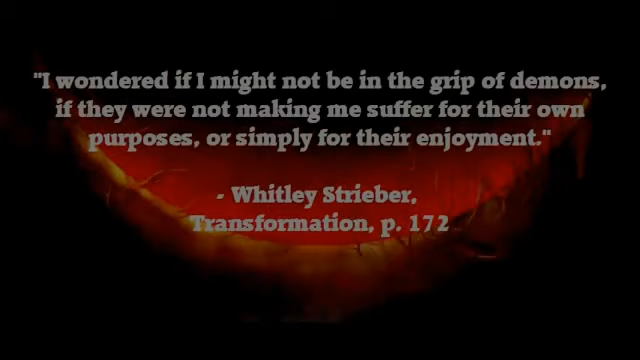 "I wondered if I might not be in the grip of demons,
if they were not making me suffer for their own
purposes, or simply for their enjoyment."
- Whitley Strieber,
Transformation, p. 172